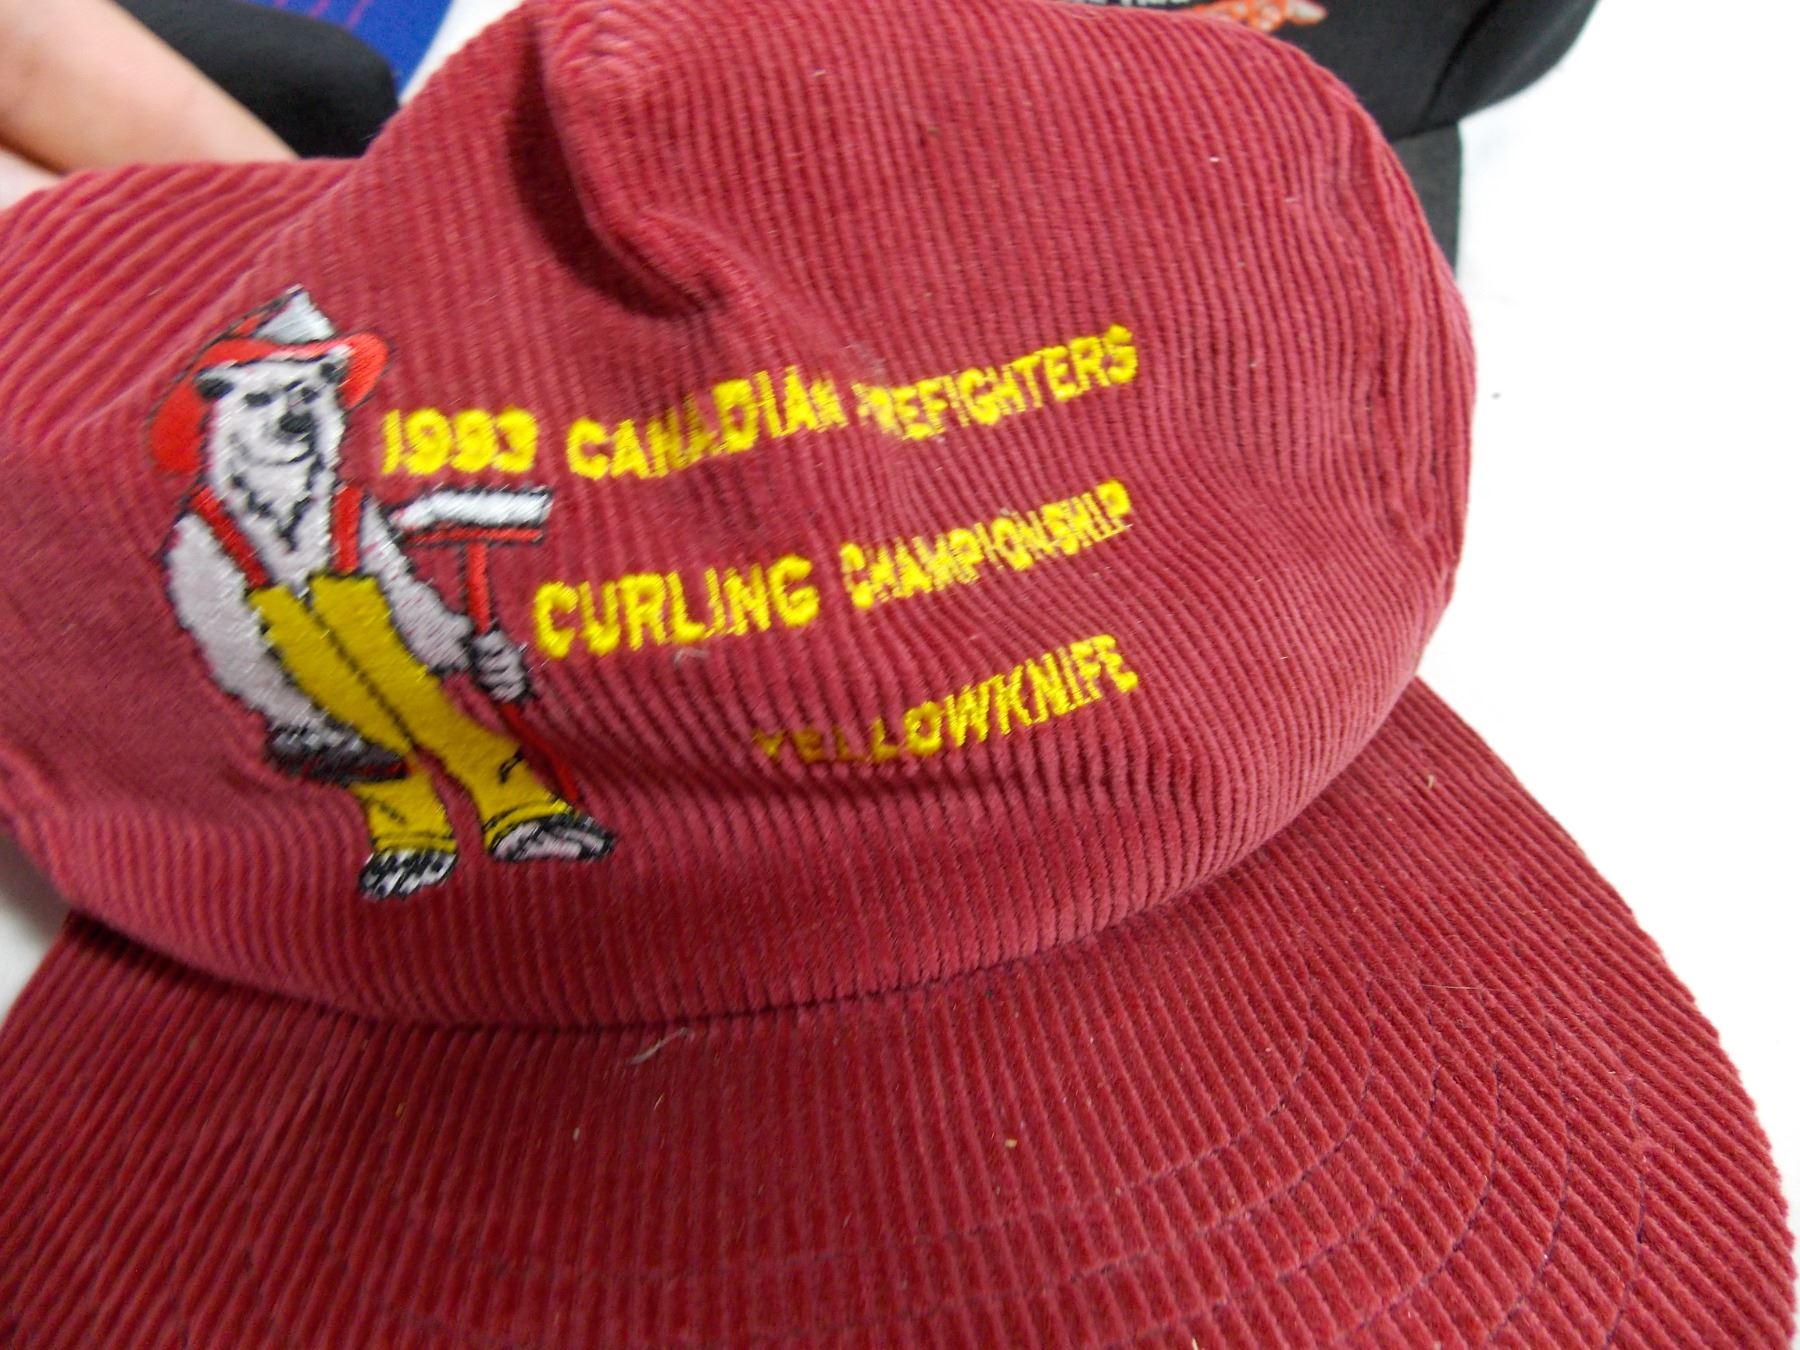 1993 CANADIAN FIREFIGHTERS
CURLING CHAMPIONSHIP
YELLOWKNIFE